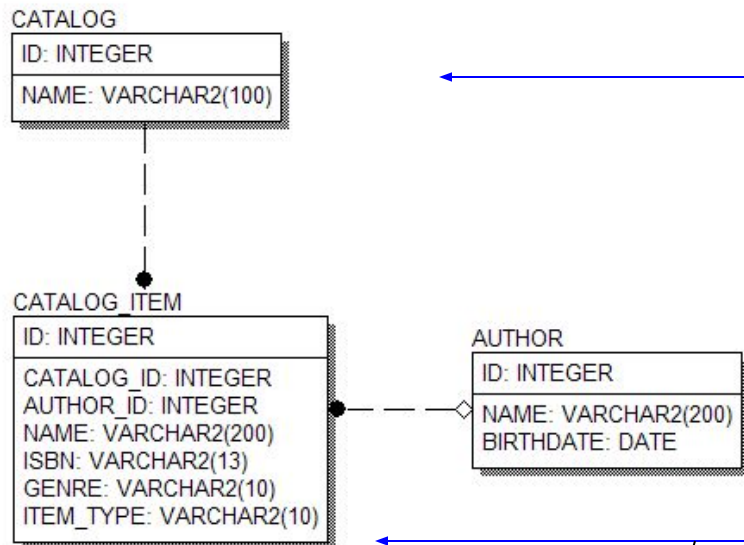 CATALOG
ID: INTEGER
NAME: VARCHAR2(100)
CATALOG_ITEM
ID: INTEGER
CATALOG_ID: INTEGER
AUTHOR_ID: INTEGER
NAME: VARCHAR2(200)
ISBN: VARCHAR2(13)
GENRE: VARCHAR2(10)
ITEM_TYPE: VARCHAR2(10)
AUTHOR
ID: INTEGER
NAME: VARCHAR2(200)
BIRTHDATE: DATE